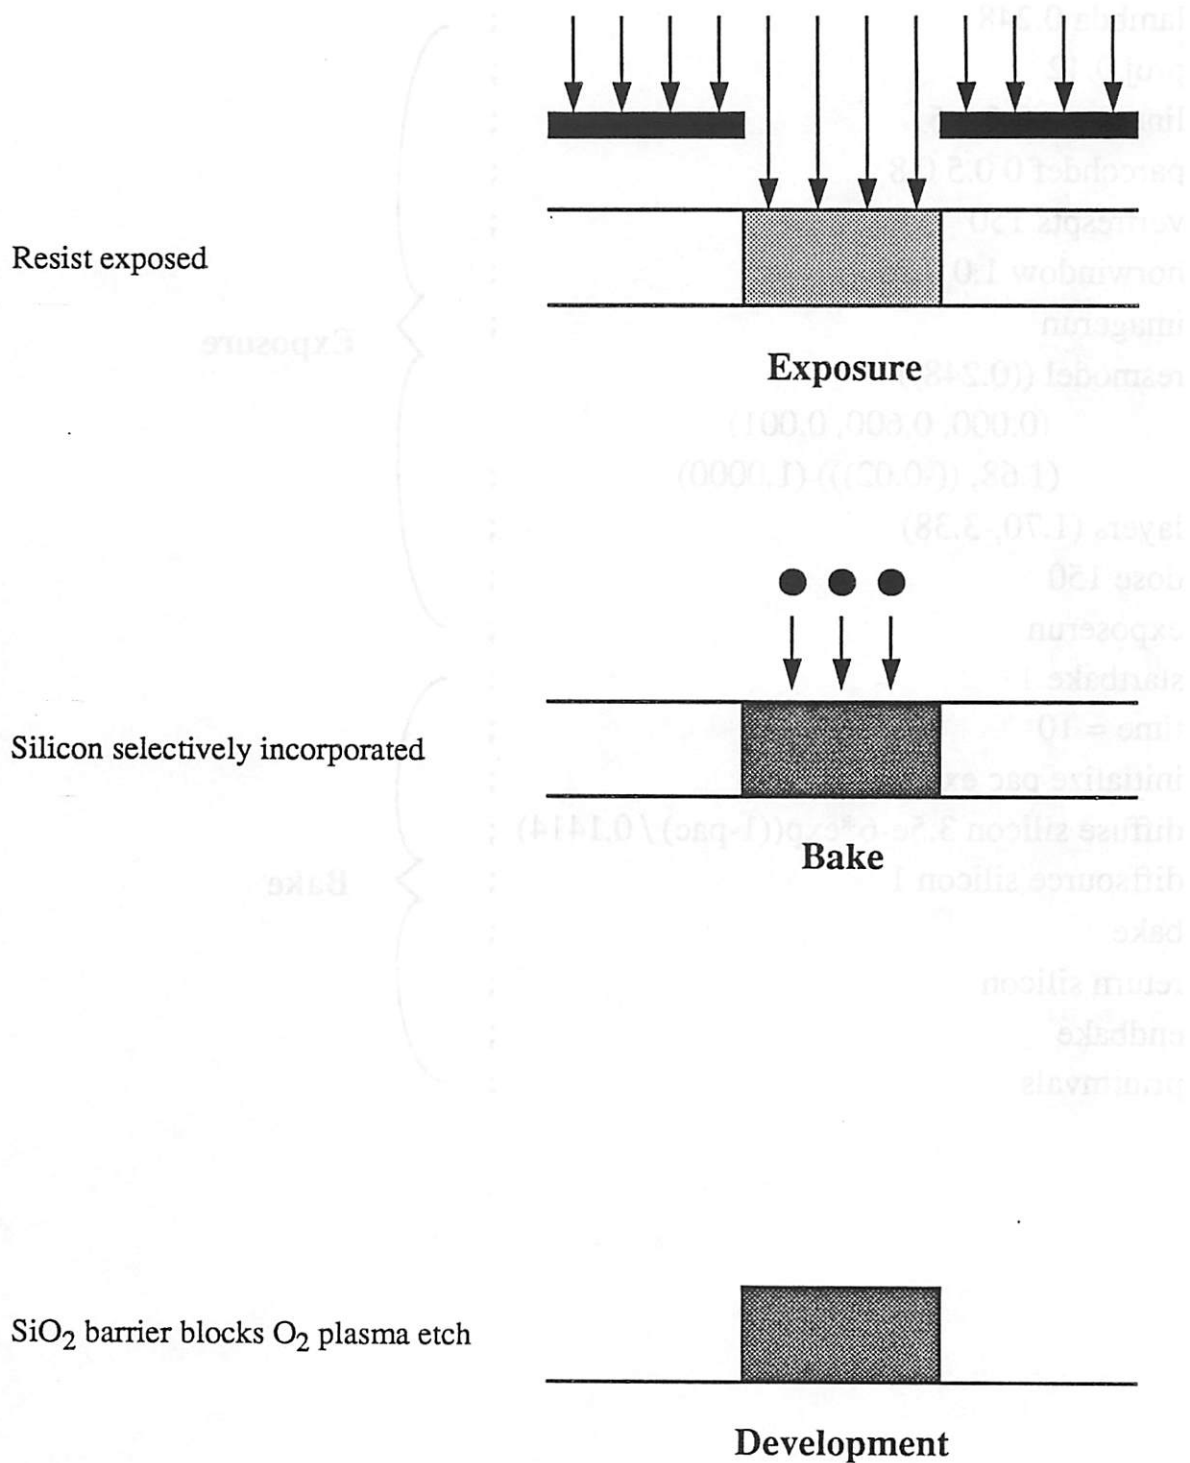 Resist exposed
Exposure
Silicon selectively incorporated
Bake
SiO₂ barrier blocks O₂ plasma etch
Development